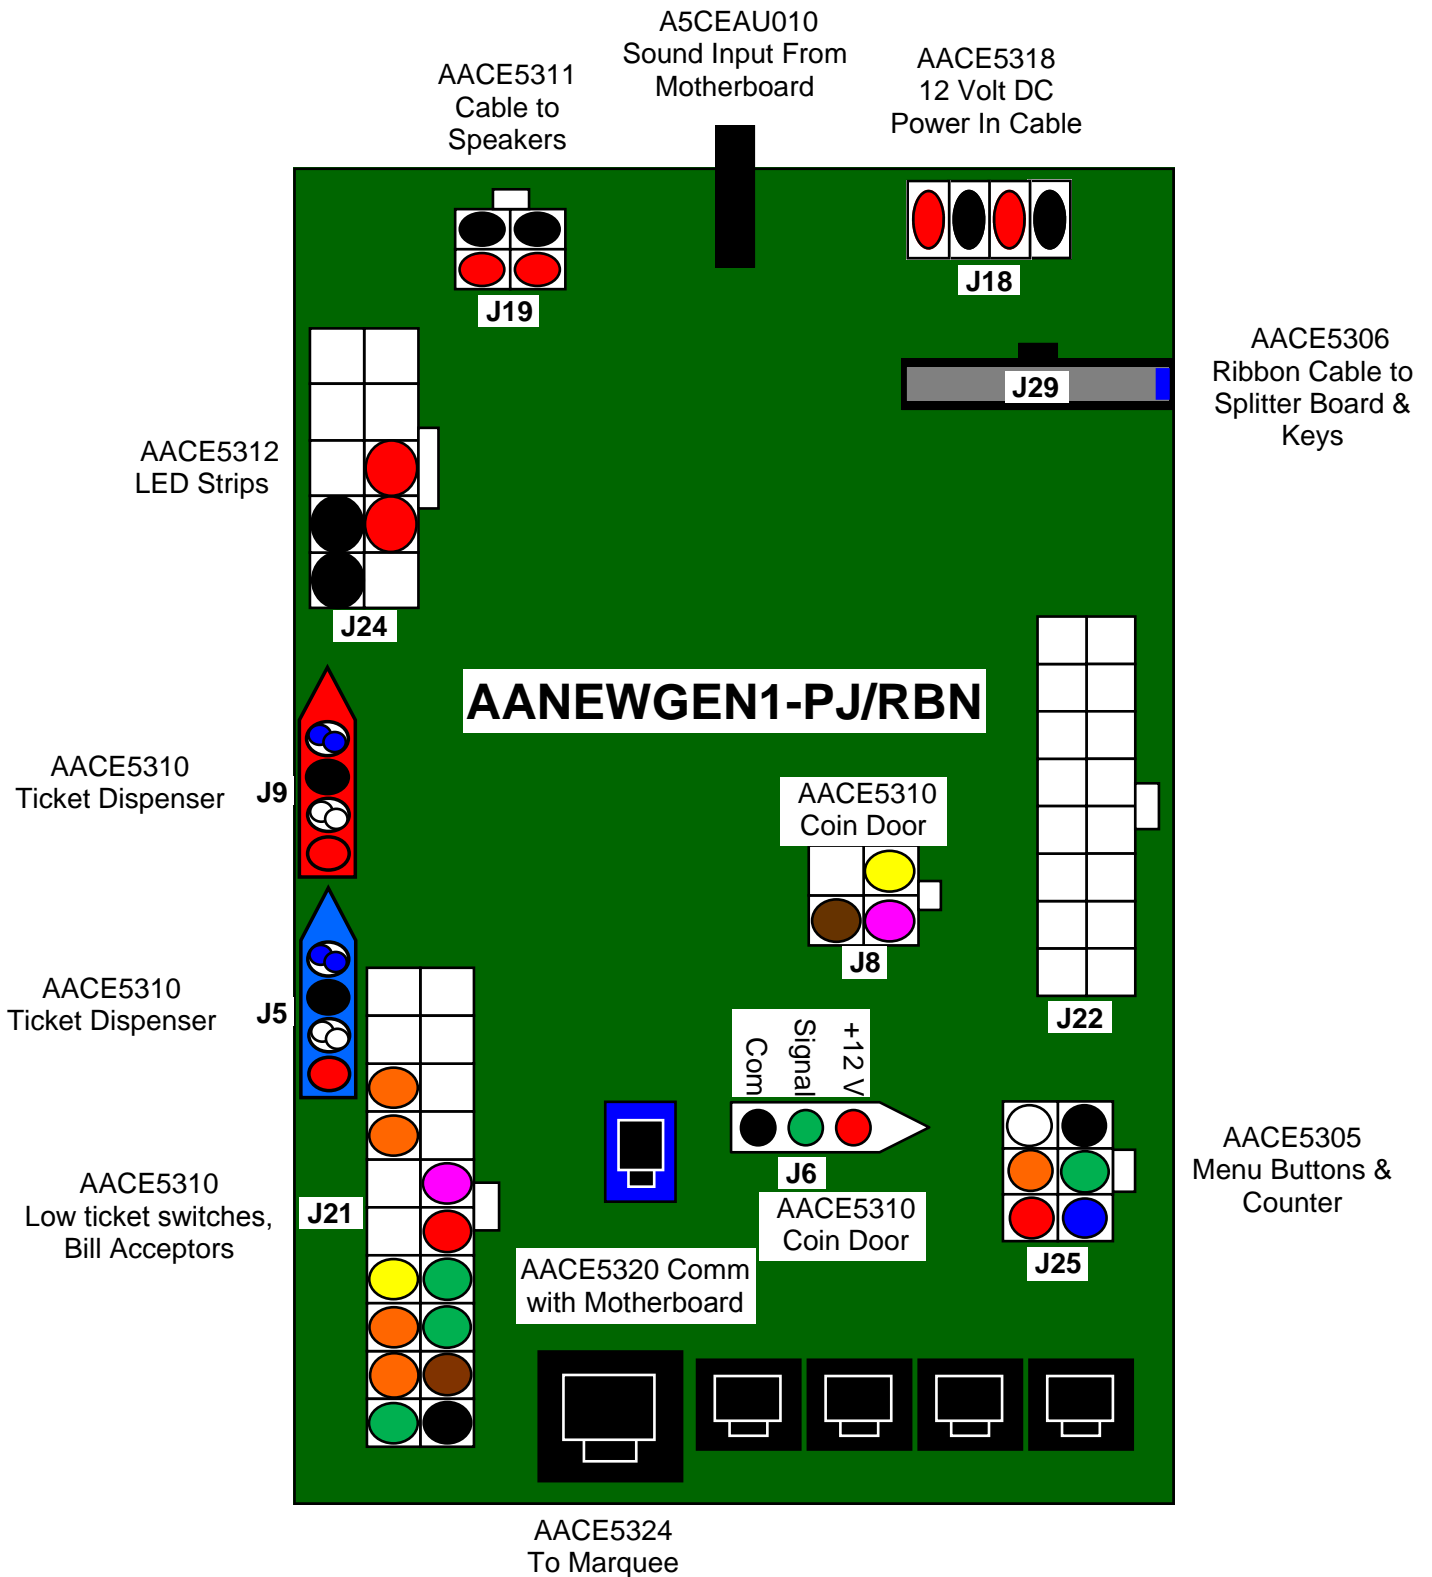 A5CEAU010
Sound Input From
Motherboard
AACE5311
Cable to
Speakers
AACE5318
12 Volt DC
Power In Cable
J19
J18
AACE5306
Ribbon Cable to
Splitter Board &
Keys
J29
AACE5312
LED Strips
J24
AANEWGEN1-PJ/RBN
AACE5310
Ticket Dispenser
J9
AACE5310
Coin Door
J8
AACE5310
Ticket Dispenser
J5
J22
Com
Signal
+12 V
J6
AACE5310
Coin Door
AACE5305
Menu Buttons &
Counter
J25
AACE5310
Low ticket switches,
Bill Acceptors
J21
AACE5320 Comm
with Motherboard
AACE5324
To Marquee